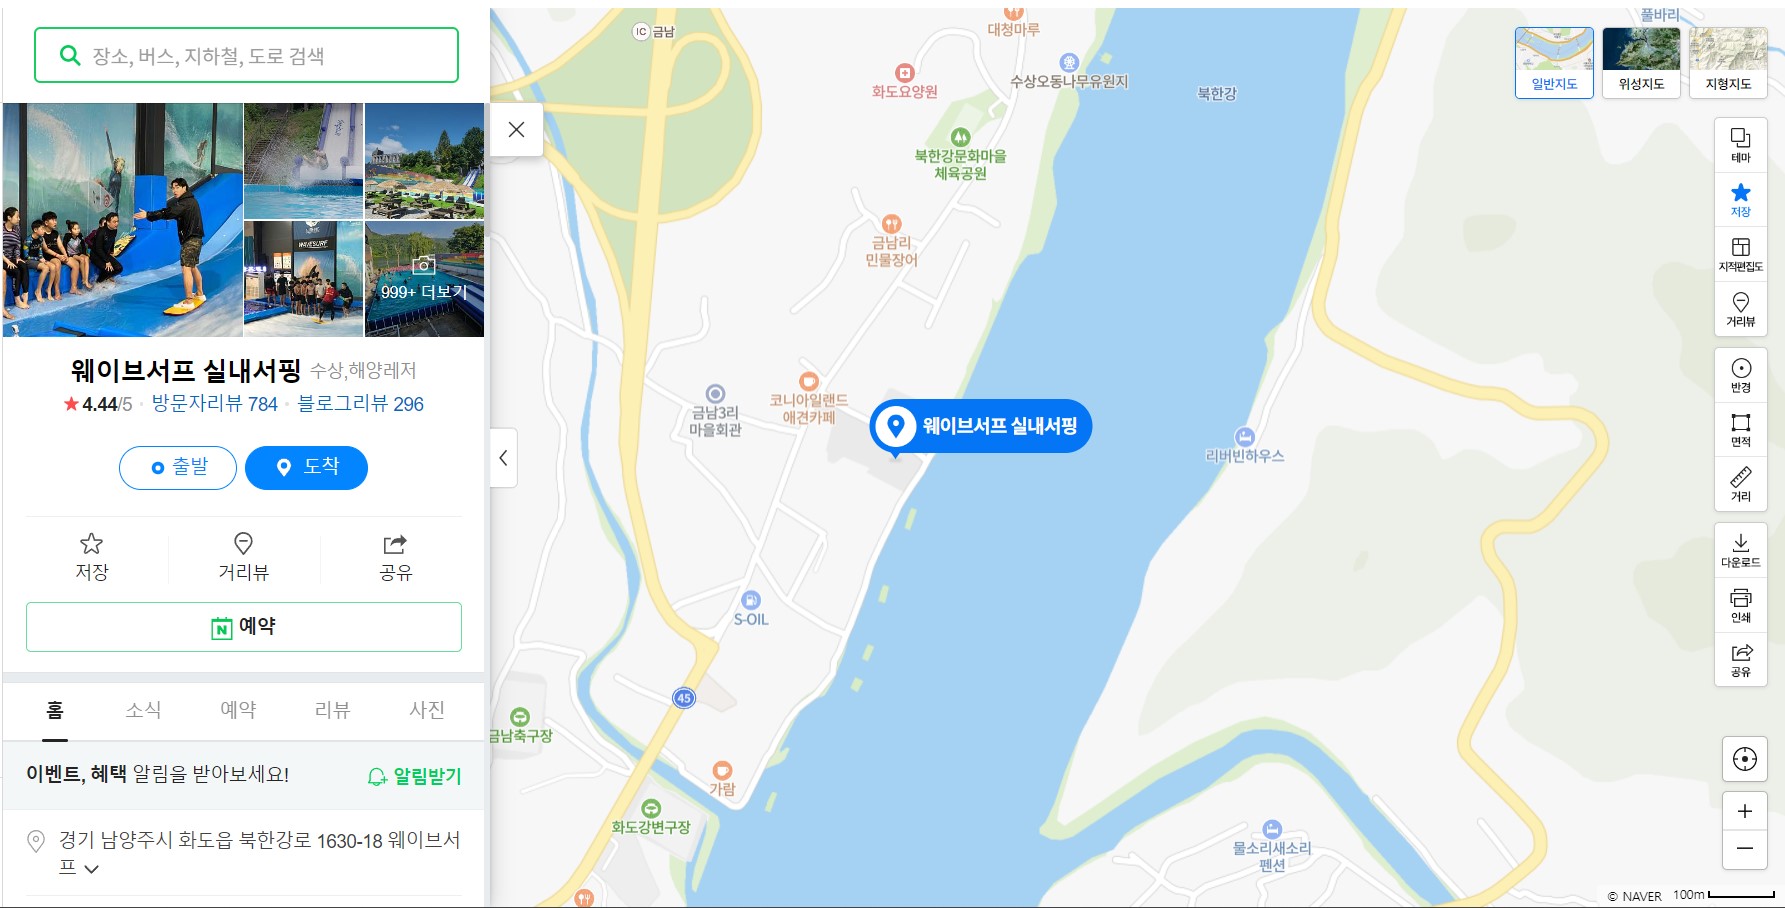 장소, 버스, 지하철, 도로 검색
WAVESURF
999+ 더보기
웨이브서프 실내서핑 수상,해양레저
★ 4.44/5 · 방문자리뷰 784 · 블로그리뷰 296
출발
도착
저장
거리뷰
공유
N 예약
홈
소식
예약
리뷰
사진
이벤트, 혜택 알림을 받아보세요!
알림받기
경기 남양주시 화도읍 북한강로 1630-18 웨이브서
프
IC 금남
대청마루
화도요양원
수상오동나무유원지
북한강
풀바리
북한강문화마을
체육공원
금남리
민물장어
코니아일랜드
애견카페
금남3리
마을회관
웨이브서프 실내서핑
리버빈하우스
S-OIL
45
금남축구장
가람
화도강변구장
물소리새소리
펜션
일반지도
위성지도
지형지도
테마
저장
지적편집도
거리뷰
반경
면적
거리
다운로드
인쇄
공유
© NAVER 100m